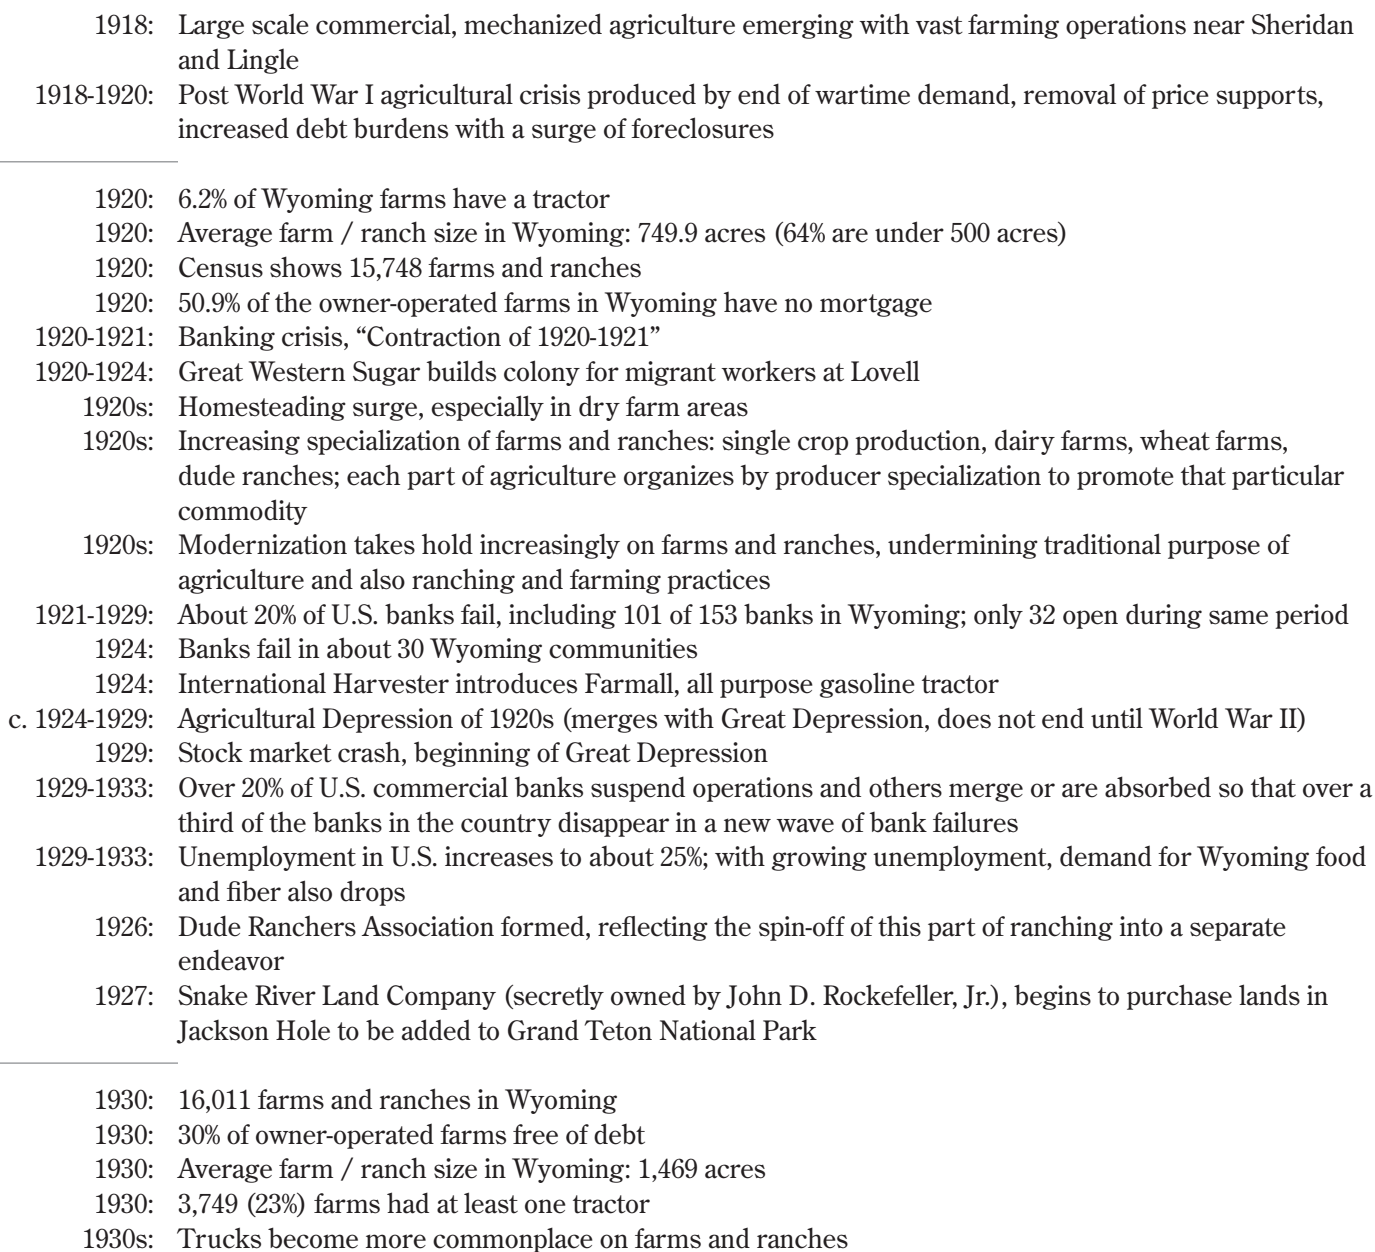 1918: Large scale commercial, mechanized agriculture emerging with vast farming operations near Sheridan
and Lingle
1918-1920: Post World War I agricultural crisis produced by end of wartime demand, removal of price supports,
increased debt burdens with a surge of foreclosures
1920: 6.2% of Wyoming farms have a tractor
1920: Average farm / ranch size in Wyoming: 749.9 acres (64% are under 500 acres)
1920: Census shows 15,748 farms and ranches
1920: 50.9% of the owner-operated farms in Wyoming have no mortgage
1920-1921: Banking crisis, “Contraction of 1920-1921”
1920-1924: Great Western Sugar builds colony for migrant workers at Lovell
1920s: Homesteading surge, especially in dry farm areas
1920s: Increasing specialization of farms and ranches: single crop production, dairy farms, wheat farms,
dude ranches; each part of agriculture organizes by producer specialization to promote that particular
commodity
1920s: Modernization takes hold increasingly on farms and ranches, undermining traditional purpose of
agriculture and also ranching and farming practices
1921-1929: About 20% of U.S. banks fail, including 101 of 153 banks in Wyoming; only 32 open during same period
1924: Banks fail in about 30 Wyoming communities
1924: International Harvester introduces Farmall, all purpose gasoline tractor
c. 1924-1929: Agricultural Depression of 1920s (merges with Great Depression, does not end until World War II)
1929: Stock market crash, beginning of Great Depression
1929-1933: Over 20% of U.S. commercial banks suspend operations and others merge or are absorbed so that over a
third of the banks in the country disappear in a new wave of bank failures
1929-1933: Unemployment in U.S. increases to about 25%; with growing unemployment, demand for Wyoming food
and fiber also drops
1926: Dude Ranchers Association formed, reflecting the spin-off of this part of ranching into a separate
endeavor
1927: Snake River Land Company (secretly owned by John D. Rockefeller, Jr.), begins to purchase lands in
Jackson Hole to be added to Grand Teton National Park
1930: 16,011 farms and ranches in Wyoming
1930: 30% of owner-operated farms free of debt
1930: Average farm / ranch size in Wyoming: 1,469 acres
1930: 3,749 (23%) farms had at least one tractor
1930s: Trucks become more commonplace on farms and ranches